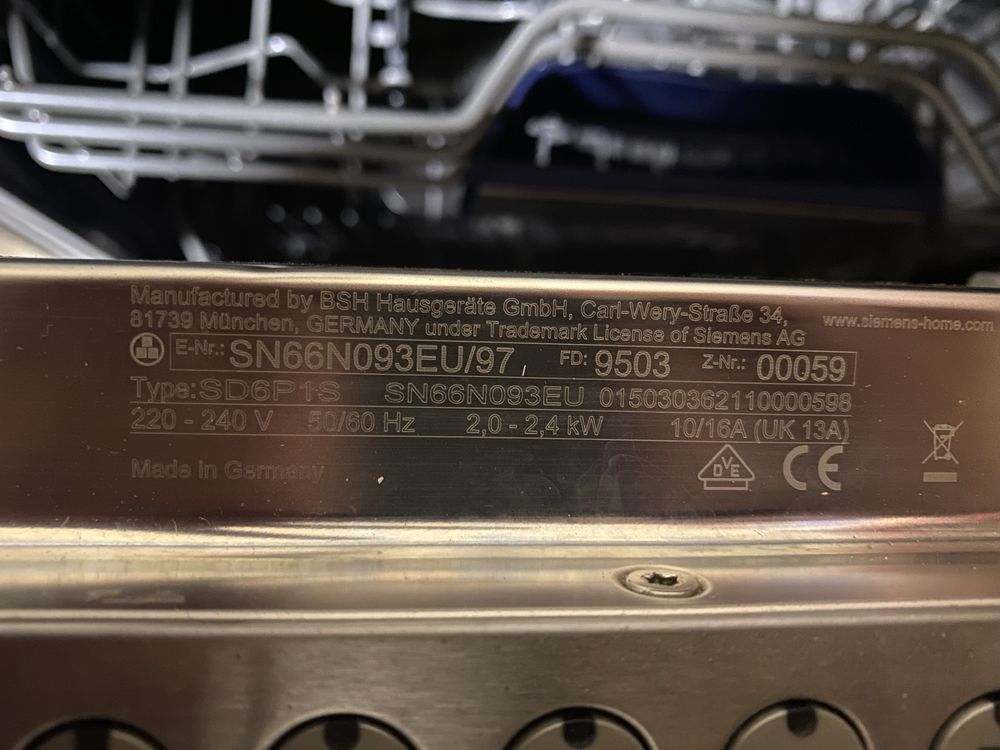 Manufactured by BSH Hausgeräte GmbH, Carl-Wery-Straße 34,
81739 München, GERMANY under Trademark License of Siemens AG
www.siemens-home.com
E-Nr.: SN66N093EU/97 FD: 9503 Z-Nr.: 00059
Type: SD6P1S SN66N093EU 015030362110000598
220 - 240 V 50/60 Hz 2,0 - 2,4 kW 10/16A (UK 13A)
Made in Germany
DVE
CE